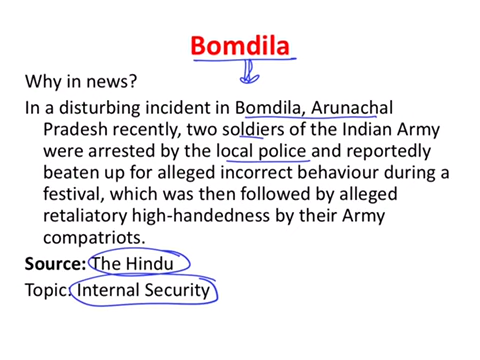 Bomdila
Why in news?
In a disturbing incident in Bomdila, Arunachal
Pradesh recently, two soldiers of the Indian Army
were arrested by the local police and reportedly
beaten up for alleged incorrect behaviour during a
festival, which was then followed by alleged
retaliatory high-handedness by their Army
compatriots.
Source: The Hindu
Topic: Internal Security